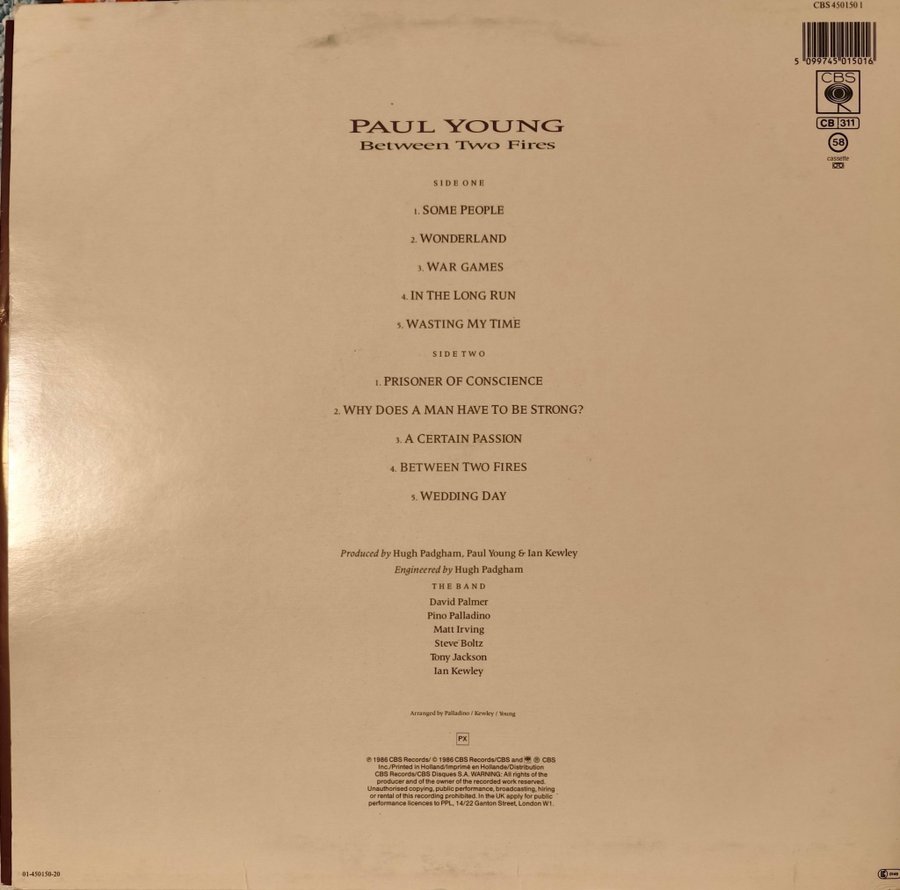 CBS 450150 1
5 099745 015016
CBS
CB 311
58
cassette
PAUL YOUNG
Between Two Fires
SIDE ONE
1. SOME PEOPLE
2. WONDERLAND
3. WAR GAMES
4. IN THE LONG RUN
5. WASTING MY TIME
SIDE TWO
1. PRISONER OF CONSCIENCE
2. WHY DOES A MAN HAVE TO BE STRONG?
3. A CERTAIN PASSION
4. BETWEEN TWO FIRES
5. WEDDING DAY
Produced by Hugh Padgham, Paul Young & Ian Kewley
Engineered by Hugh Padgham
THE BAND
David Palmer
Pino Palladino
Matt Irving
Steve Boltz
Tony Jackson
Ian Kewley
Arranged by Palladino / Kewley / Young
PX
℗ 1986 CBS Records/ © 1986 CBS Records/CBS and ® CBS
Inc./Printed in Holland/Imprimé en Hollande/Distribution
CBS Records/CBS Disques S.A. WARNING: All rights of the
producer and of the owner of the recorded work reserved.
Unauthorised copying, public performance, broadcasting, hiring
or rental of this recording prohibited. In the UK apply for public
performance licences to PPL, 14/22 Ganton Street, London W1.
01-450150-20